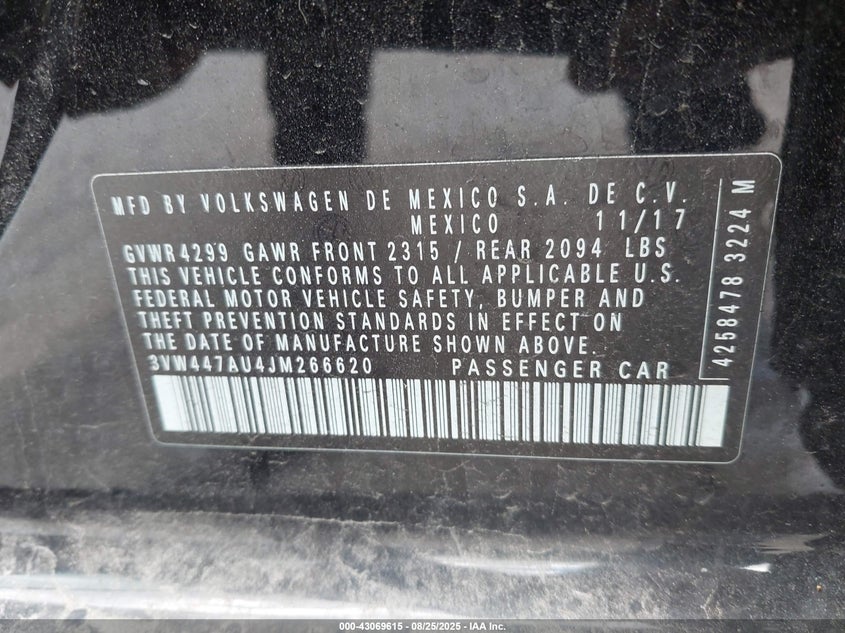 MFD BY VOLKSWAGEN DE MEXICO S.A. DE C.V.
MEXICO 11/17
GVWR 4299 GAWR FRONT 2315 / REAR 2094 LBS
THIS VEHICLE CONFORMS TO ALL APPLICABLE U.S.
FEDERAL MOTOR VEHICLE SAFETY, BUMPER AND
THEFT PREVENTION STANDARDS IN EFFECT ON
THE DATE OF MANUFACTURE SHOWN ABOVE.
3VW447AU4JM266620 PASSENGER CAR
4258478 3224 M
000-43069615 - 08/25/2025 - IAA Inc.